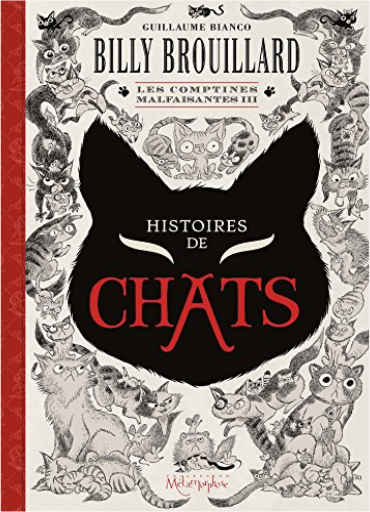 GUILLAUME BIANCO
BILLY BROUILLARD
LES COMPTINES
MALFAISANTES III
HISTOIRES
DE
CHATS
Métamorphose